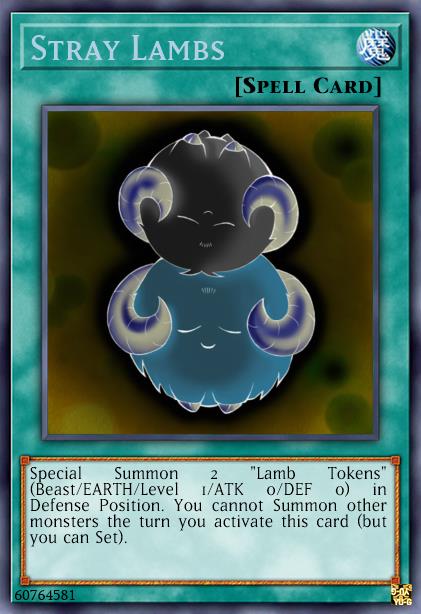 STRAY LAMBS
魔
[SPELL CARD]
Special Summon 2 "Lamb Tokens"
(Beast/EARTH/Level 1/ATK 0/DEF 0) in
Defense Position. You cannot Summon other
monsters the turn you activate this card (but
you can Set).
60764581